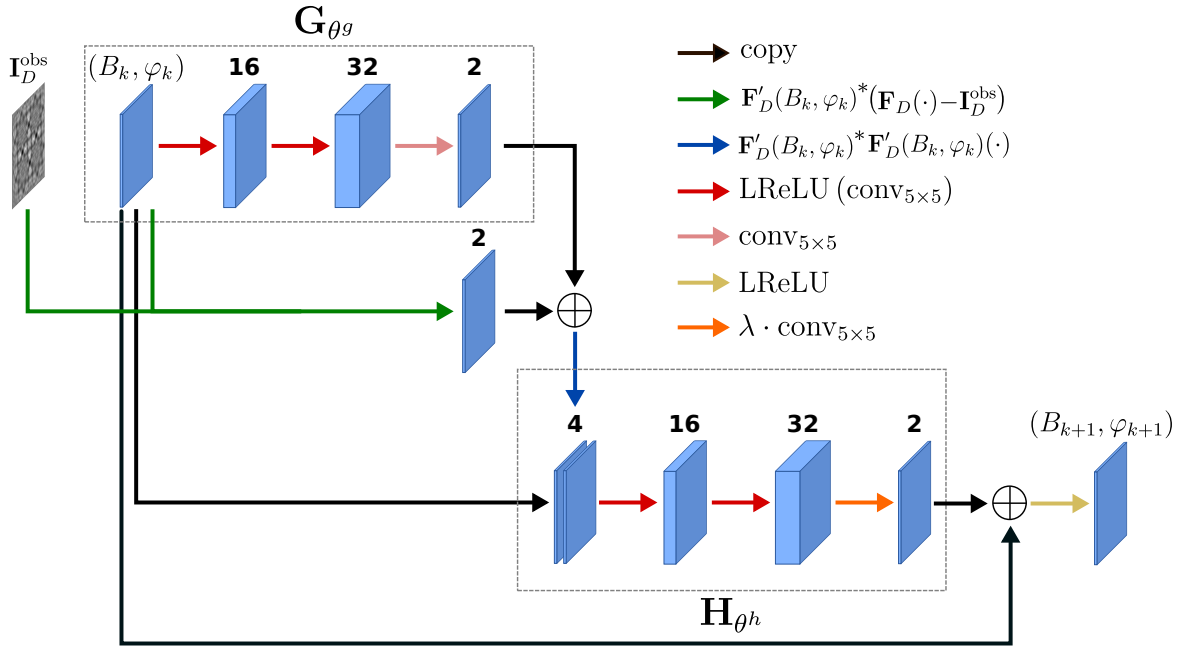 G_{θ^g}
I_D^{obs}
(B_k, φ_k) 16 32 2
2
copy
F′_D(B_k, φ_k)*(F_D(·)−I_D^{obs})
F′_D(B_k, φ_k)*F′_D(B_k, φ_k)(·)
LReLU (conv_{5×5})
conv_{5×5}
LReLU
λ · conv_{5×5}
4 16 32 2
(B_{k+1}, φ_{k+1})
H_{θ^h}